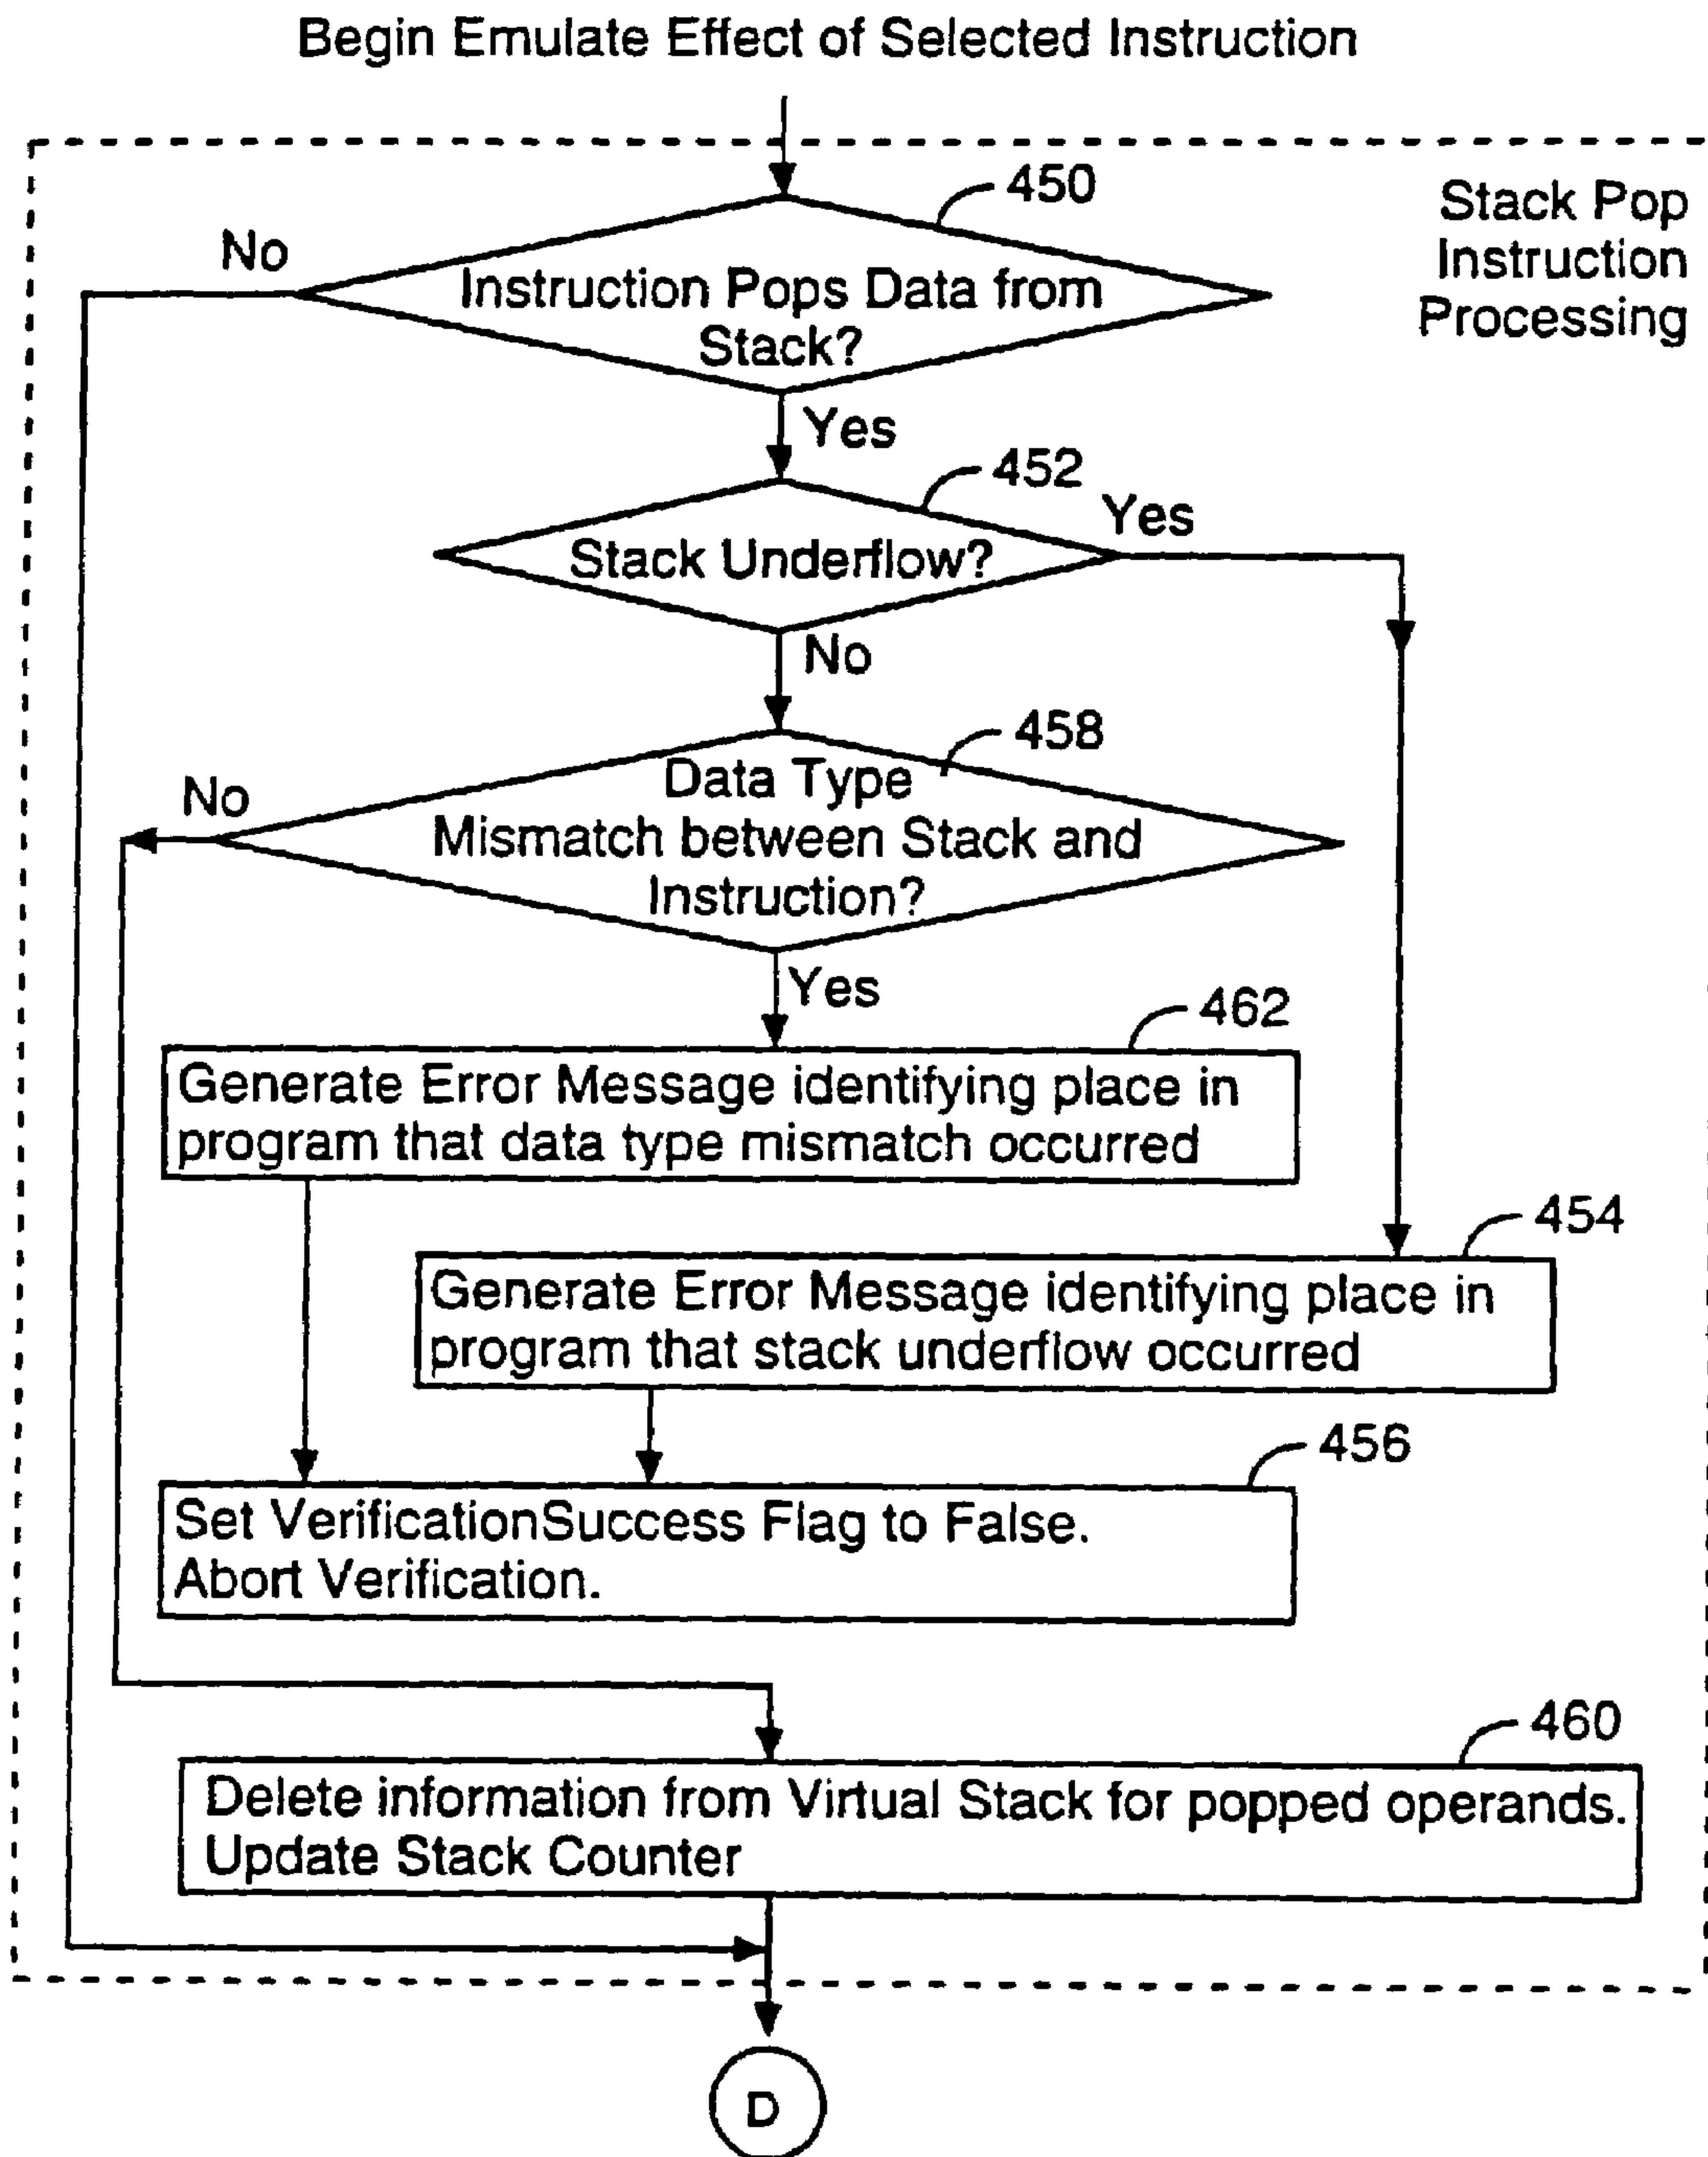 Begin Emulate Effect of Selected Instruction
450
Stack Pop
Instruction
Processing
No
Instruction Pops Data from
Stack?
Yes
452
Yes
Stack Underflow?
No
458
No
Data Type
Mismatch between Stack and
Instruction?
Yes
462
Generate Error Message identifying place in
program that data type mismatch occurred
454
Generate Error Message identifying place in
program that stack underflow occurred
456
Set VerificationSuccess Flag to False.
Abort Verification.
460
Delete information from Virtual Stack for popped operands.
Update Stack Counter
D